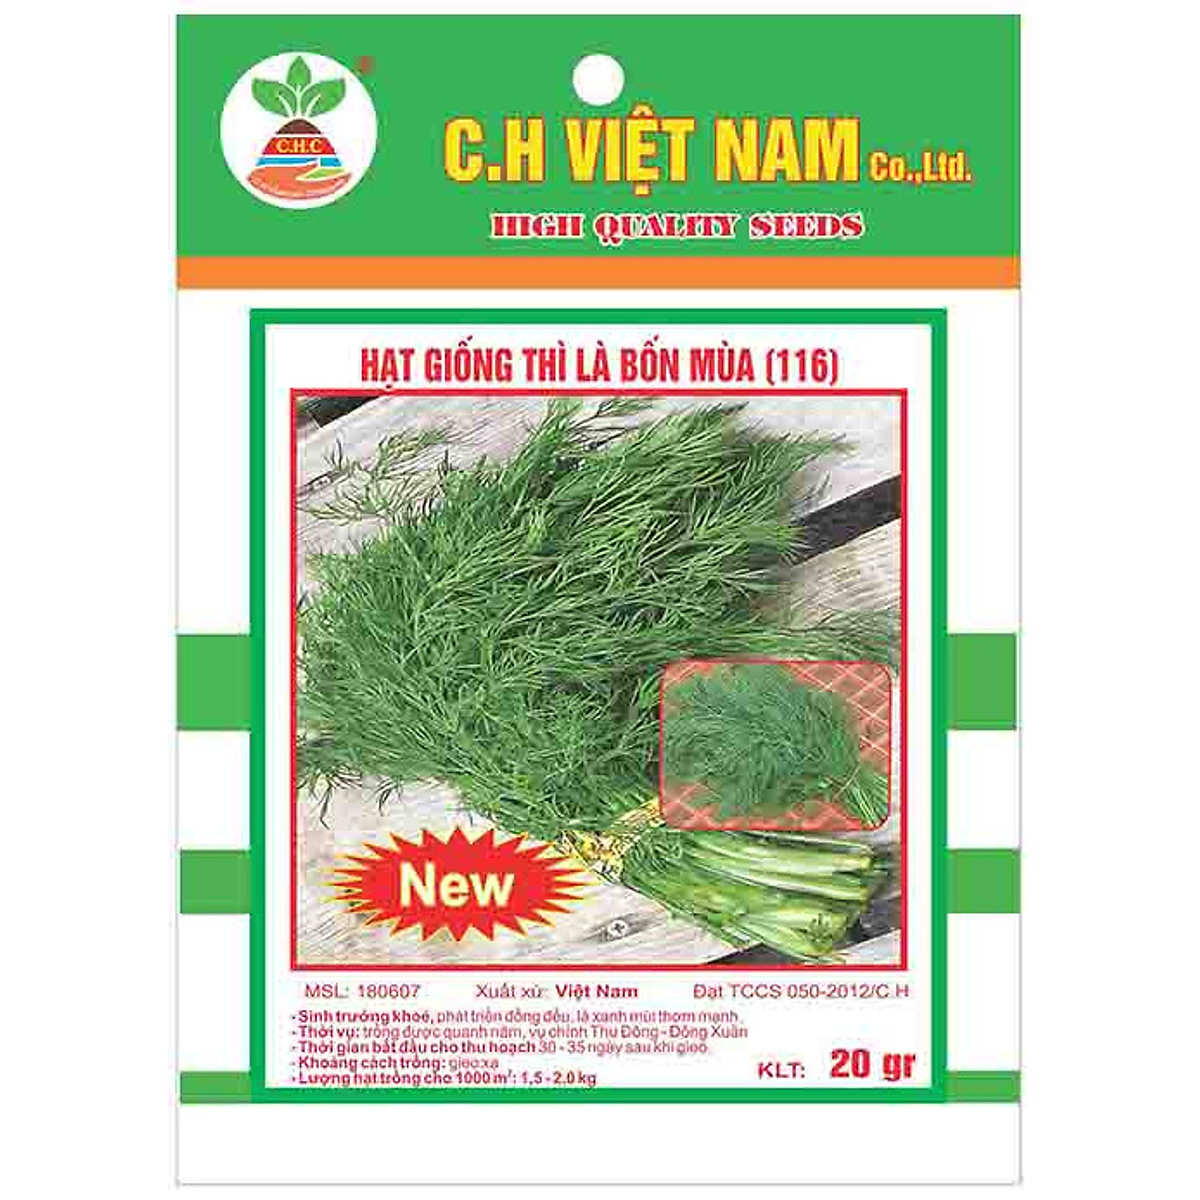 C.H.C
®
C.H VIỆT NAM Co.,Ltd.
HIGH QUALITY SEEDS
HẠT GIỐNG THÌ LÀ BỐN MÙA (116)
New
MSL: 180607 Xuất xứ: Việt Nam Đạt TCCS 050-2012/C.H
- Sinh trưởng khoẻ, phát triển đồng đều, lá xanh mùi thơm mạnh.
- Thời vụ: trồng được quanh năm, vụ chính Thu Đông - Đông Xuân
- Thời gian bắt đầu cho thu hoạch 30 - 35 ngày sau khi gieo.
- Khoảng cách trồng: gieo xạ
- Lượng hạt trồng cho 1000 m²: 1,5 - 2,0 kg
KLT: 20 gr